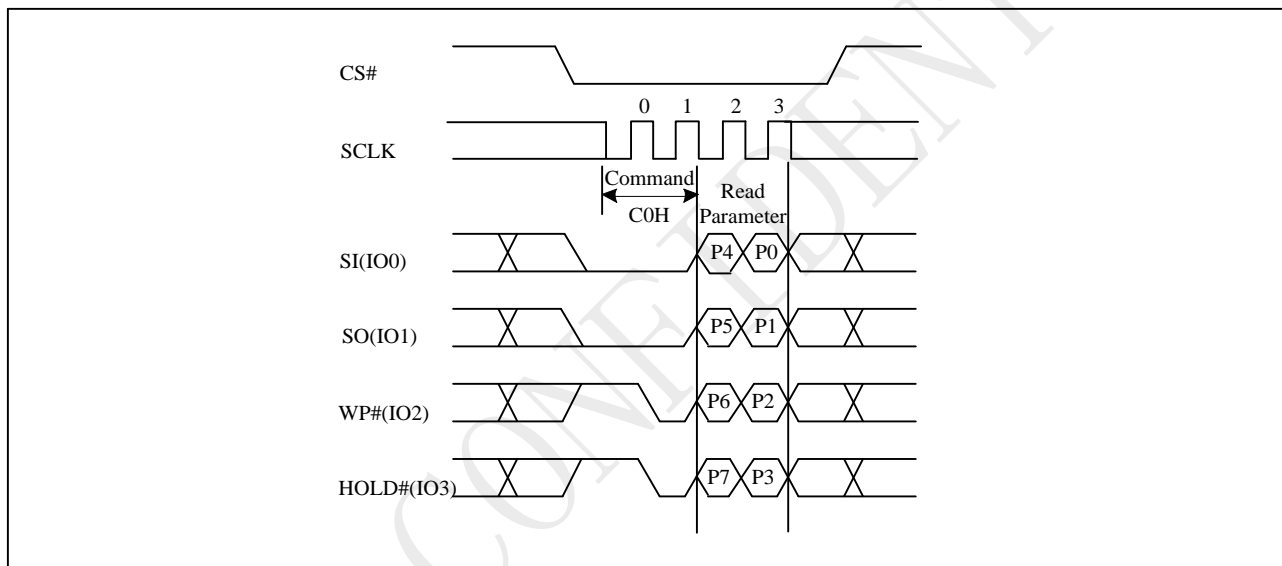 CS#
0 1 2 3
SCLK
Command
C0H
Read
Parameter
SI(IO0) P4 P0
SO(IO1) P5 P1
WP#(IO2) P6 P2
HOLD#(IO3) P7 P3
CONFIDENT